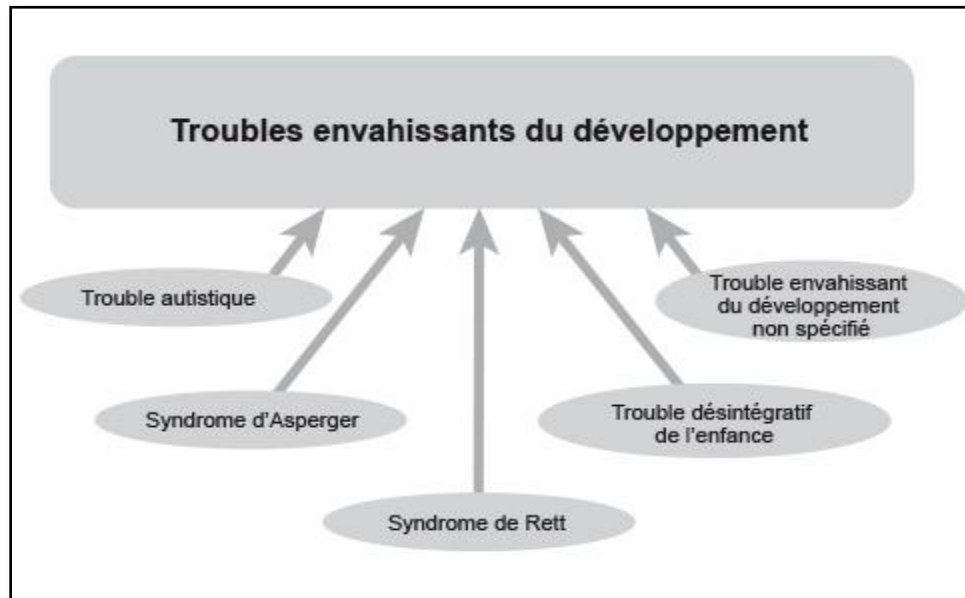 Troubles envahissants du développement
Trouble autistique
Trouble envahissant
du développement
non spécifié
Syndrome d'Asperger
Trouble désintégratif
de l'enfance
Syndrome de Rett